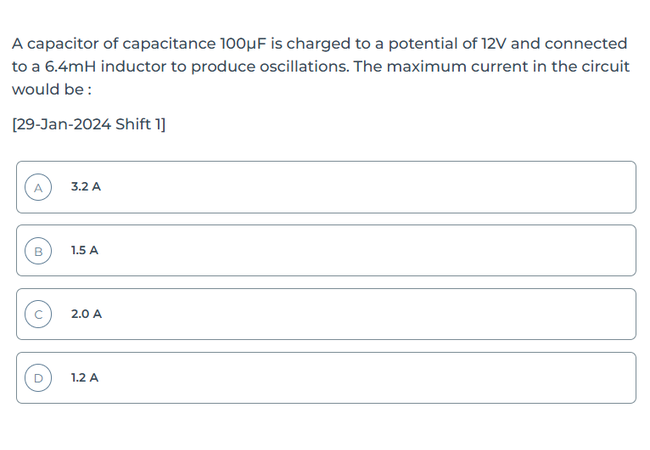 A capacitor of capacitance 100μF is charged to a potential of 12V and connected
to a 6.4mH inductor to produce oscillations. The maximum current in the circuit
would be :
[29-Jan-2024 Shift 1]
A 3.2 A
B 1.5 A
C 2.0 A
D 1.2 A